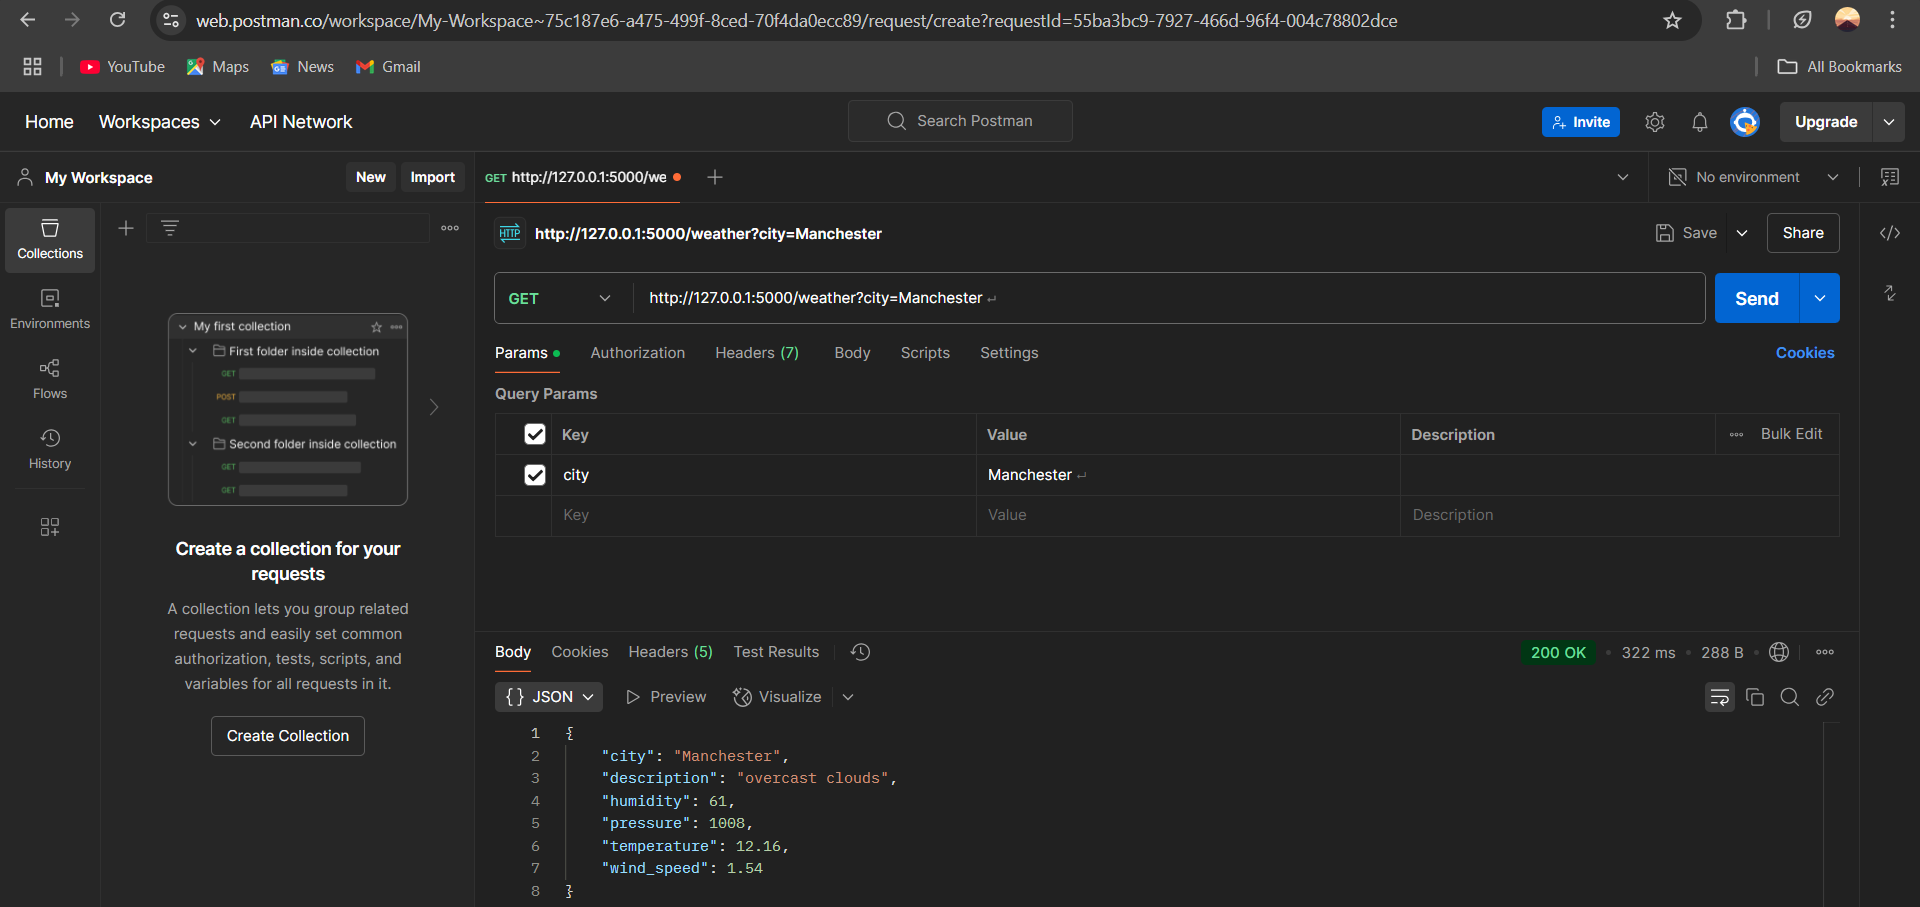 web.postman.co/workspace/My-Workspace~75c187e6-a475-499f-8ced-70f4da0ecc89/request/create?requestId=55ba3bc9-7927-466d-96f4-004c78802dce
YouTube Maps News Gmail All Bookmarks
Home Workspaces API Network Search Postman Invite Upgrade
My Workspace New Import GET http://127.0.0.1:5000/we No environment
HTTP http://127.0.0.1:5000/weather?city=Manchester Save Share
Collections
Environments
Flows
History
My first collection
First folder inside collection
GET
POST
GET
Second folder inside collection
GET
GET
Create a collection for your
requests
A collection lets you group related
requests and easily set common
authorization, tests, scripts, and
variables for all requests in it.
Create Collection
GET http://127.0.0.1:5000/weather?city=Manchester Send
Params Authorization Headers (7) Body Scripts Settings Cookies
Query Params
Key Value Description Bulk Edit
city Manchester
Key Value Description
Body Cookies Headers (5) Test Results 200 OK 322 ms 288 B
{} JSON Preview Visualize
1 {
2 "city": "Manchester",
3 "description": "overcast clouds",
4 "humidity": 61,
5 "pressure": 1008,
6 "temperature": 12.16,
7 "wind_speed": 1.54
8 }